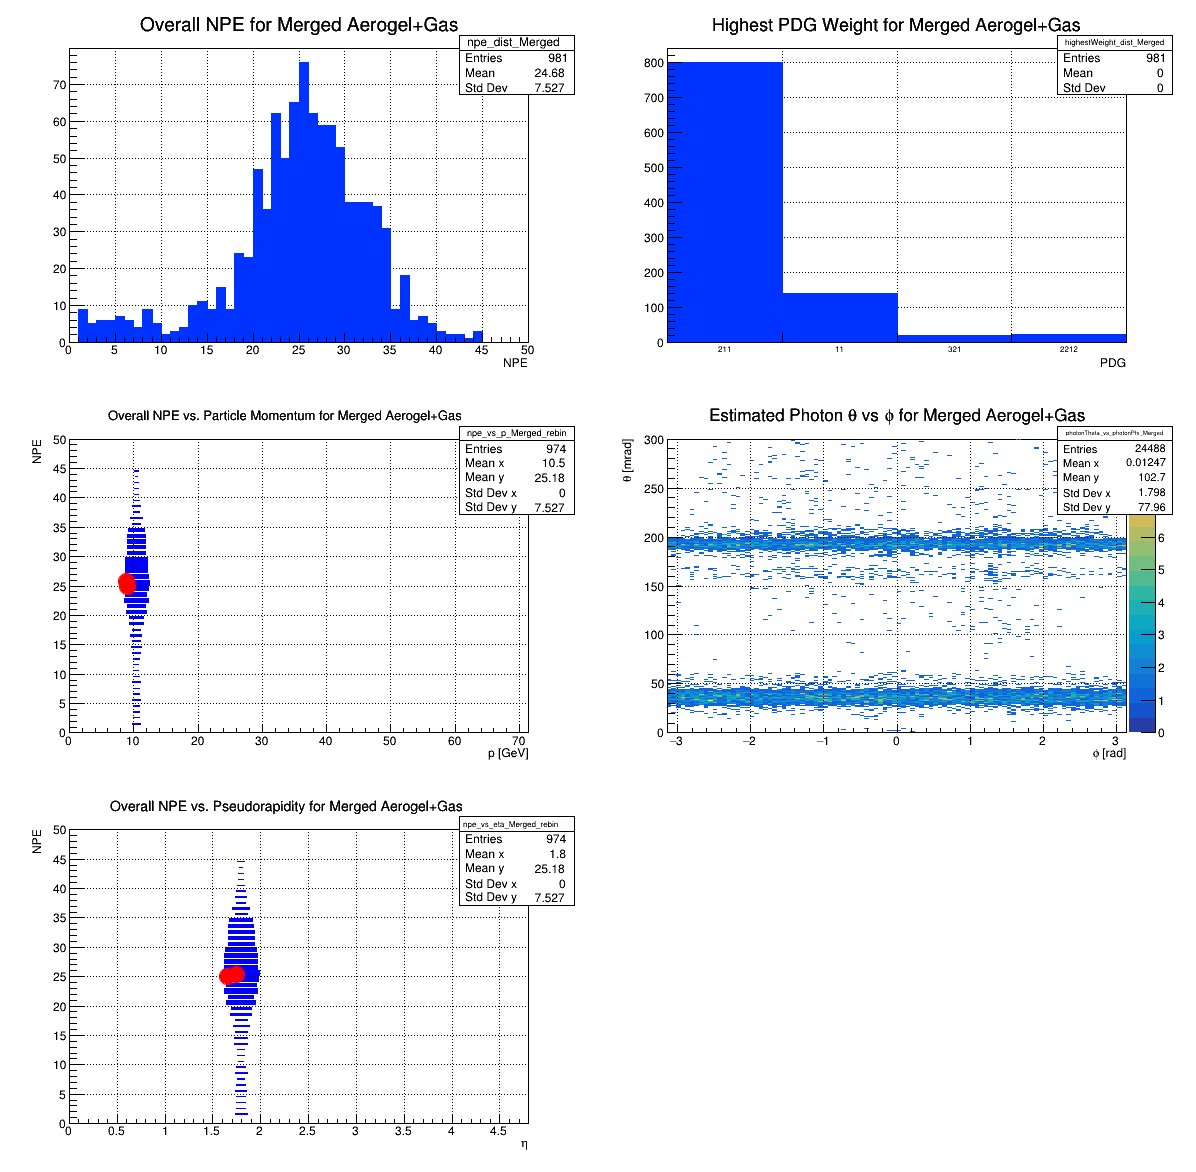 Overall NPE for Merged Aerogel+Gas
npe_dist_Merged
Entries 981
Mean 24.68
Std Dev 7.527
70
60
50
40
30
20
10
0
0 5 10 15 20 25 30 35 40 45 50
NPE
Highest PDG Weight for Merged Aerogel+Gas
highestWeight_dist_Merged
Entries 981
Mean 0
Std Dev 0
800
700
600
500
400
300
200
100
0
211 11 321 2212
PDG
Overall NPE vs. Particle Momentum for Merged Aerogel+Gas
npe_vs_p_Merged_rebin
Entries 974
Mean x 10.5
Mean y 25.18
Std Dev x 0
Std Dev y 7.527
NPE
50
45
40
35
30
25
20
15
10
5
0
0 10 20 30 40 50 60 70
p [GeV]
Estimated Photon θ vs ϕ for Merged Aerogel+Gas
photonTheta_vs_photonPhi_Merged
Entries 24488
Mean x 0.01247
Mean y 102.7
Std Dev x 1.798
Std Dev y 77.96
θ [mrad]
300
250
200
150
100
50
0
−3 −2 −1 0 1 2 3
ϕ [rad]
6
5
4
3
2
1
0
Overall NPE vs. Pseudorapidity for Merged Aerogel+Gas
npe_vs_eta_Merged_rebin
Entries 974
Mean x 1.8
Mean y 25.18
Std Dev x 0
Std Dev y 7.527
NPE
50
45
40
35
30
25
20
15
10
5
0
0 0.5 1 1.5 2 2.5 3 3.5 4 4.5
η